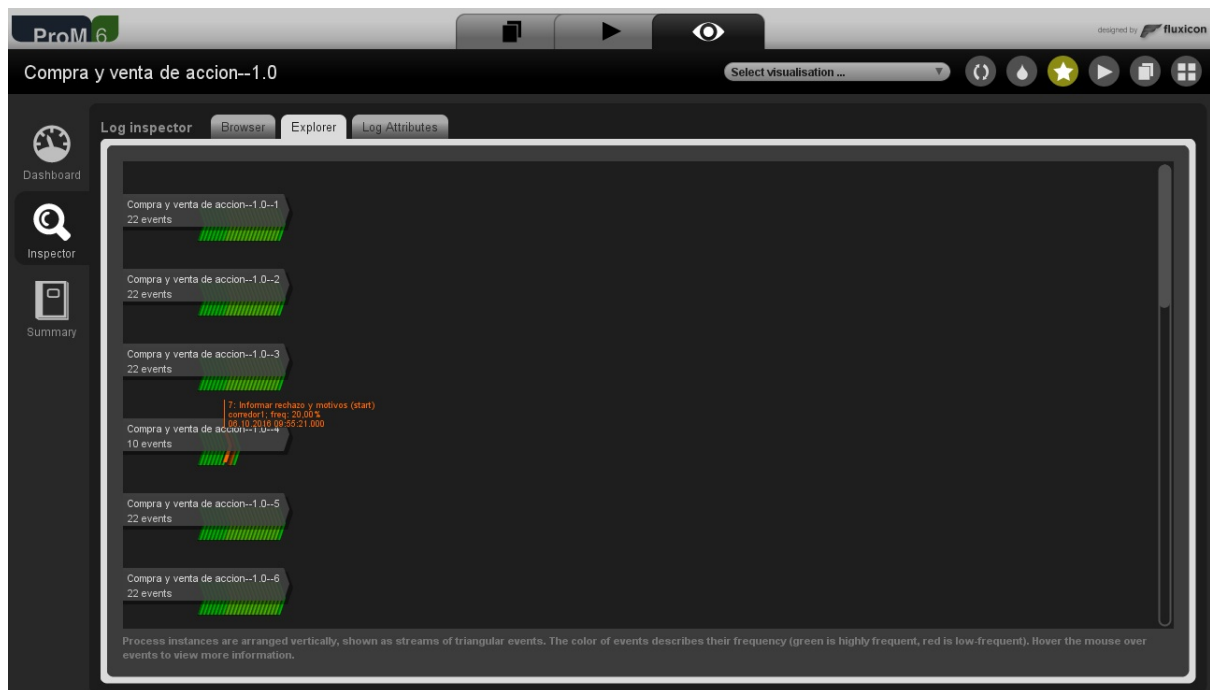 ProM 6
designed by fluxicon
Compra y venta de accion--1.0
Select visualisation ...
Log inspector Browser Explorer Log Attributes
Dashboard
Inspector
Summary
Compra y venta de accion--1.0--1
22 events
Compra y venta de accion--1.0--2
22 events
Compra y venta de accion--1.0--3
22 events
7: Informar rechazo y motivos (start)
corredor1; freq: 20,00%
06.10.2016 09:55:21.000
Compra y venta de accion--1.0--4
10 events
Compra y venta de accion--1.0--5
22 events
Compra y venta de accion--1.0--6
22 events
Process instances are arranged vertically, shown as streams of triangular events. The color of events describes their frequency (green is highly frequent, red is low-frequent). Hover the mouse over
events to view more information.